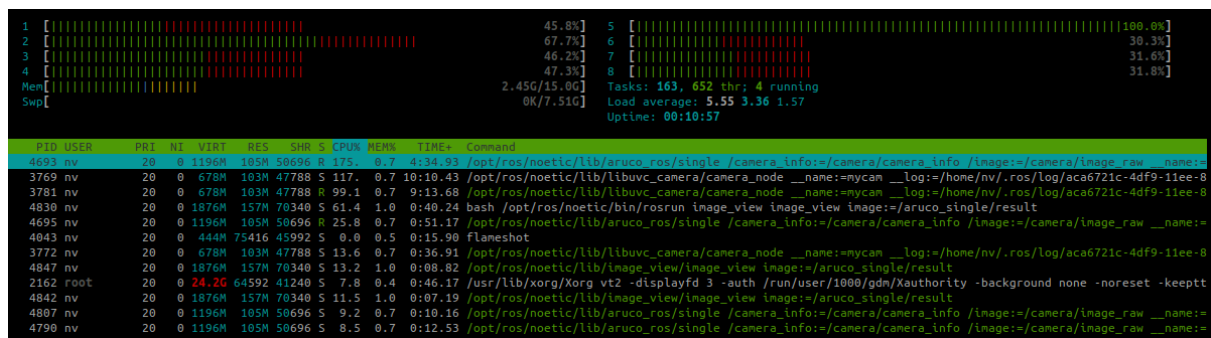 1 [|||||||||||||||||||||||||||||||||||| 45.8%] 5 [||||||||||||||||||||||||||||||||||||||||||||||||||||||||||||||||100.0%]
2 [|||||||||||||||||||||||||||||||||||||||||||||||||||| 67.7%] 6 [|||||||||||||||||||||| 30.3%]
3 [|||||||||||||||||||||||||||||||||||| 46.2%] 7 [||||||||||||||||||||||| 31.6%]
4 [|||||||||||||||||||||||||||||||||||| 47.3%] 8 [||||||||||||||||||||||| 31.8%]
Mem[||||||||||||||||||||| 2.45G/15.0G] Tasks: 163, 652 thr; 4 running
Swp[ 0K/7.51G] Load average: 5.55 3.36 1.57
Uptime: 00:10:57
PID USER PRI NI VIRT RES SHR S CPU% MEM% TIME+ Command
4693 nv 20 0 1196M 105M 50696 R 175. 0.7 4:34.93 /opt/ros/noetic/lib/aruco_ros/single /camera_info:=/camera/camera_info /image:=/camera/image_raw __name:=
3769 nv 20 0 678M 103M 47788 S 117. 0.7 10:10.43 /opt/ros/noetic/lib/libuvc_camera/camera_node __name:=mycam __log:=/home/nv/.ros/log/aca6721c-4df9-11ee-8
3781 nv 20 0 678M 103M 47788 R 99.1 0.7 9:13.68 /opt/ros/noetic/lib/libuvc_camera/camera_node __name:=mycam __log:=/home/nv/.ros/log/aca6721c-4df9-11ee-8
4830 nv 20 0 1876M 157M 70340 S 61.4 1.0 0:40.24 bash /opt/ros/noetic/bin/rosrun image_view image_view image:=/aruco_single/result
4695 nv 20 0 1196M 105M 50696 R 25.8 0.7 0:51.17 /opt/ros/noetic/lib/aruco_ros/single /camera_info:=/camera/camera_info /image:=/camera/image_raw __name:=
4043 nv 20 0 444M 75416 45992 S 0.0 0.5 0:15.90 flameshot
3772 nv 20 0 678M 103M 47788 S 13.6 0.7 0:36.91 /opt/ros/noetic/lib/libuvc_camera/camera_node __name:=mycam __log:=/home/nv/.ros/log/aca6721c-4df9-11ee-8
4847 nv 20 0 1876M 157M 70340 S 13.2 1.0 0:08.82 /opt/ros/noetic/lib/image_view/image_view image:=/aruco_single/result
2162 root 20 0 24.2G 64592 41240 S 7.8 0.4 0:46.17 /usr/lib/xorg/Xorg vt2 -displayfd 3 -auth /run/user/1000/gdm/Xauthority -background none -noreset -keeptt
4842 nv 20 0 1876M 157M 70340 S 11.5 1.0 0:07.19 /opt/ros/noetic/lib/image_view/image_view image:=/aruco_single/result
4807 nv 20 0 1196M 105M 50696 S 9.2 0.7 0:10.16 /opt/ros/noetic/lib/aruco_ros/single /camera_info:=/camera/camera_info /image:=/camera/image_raw __name:=
4790 nv 20 0 1196M 105M 50696 S 8.5 0.7 0:12.53 /opt/ros/noetic/lib/aruco_ros/single /camera_info:=/camera/camera_info /image:=/camera/image_raw __name:=